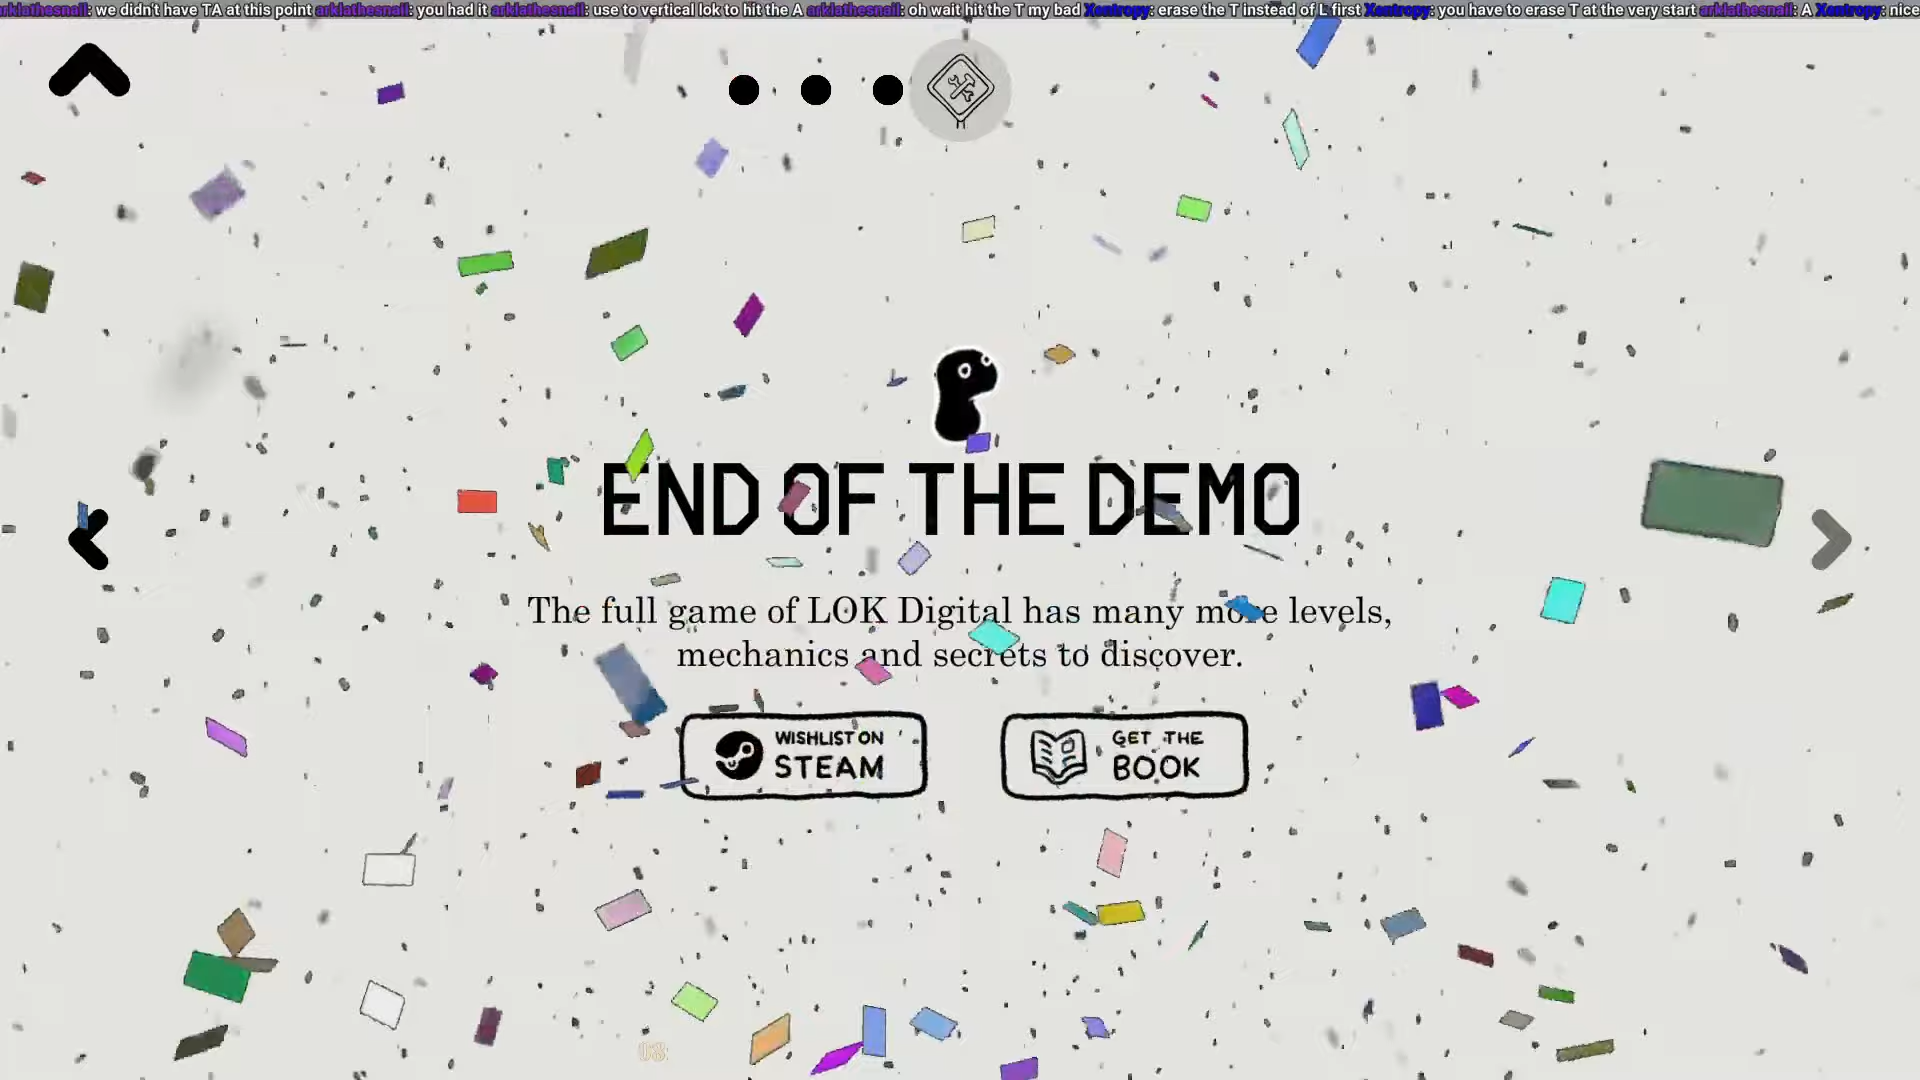 arklathesnail: we didn't have TA at this point arklathesnail: you had it arklathesnail: use to vertical lok to hit the A arklathesnail: oh wait hit the T my bad Xentropy: erase the T instead of L first Xentropy: you have to erase T at the very start arklathesnail: A Xentropy: nice
END OF THE DEMO
The full game of LOK Digital has many more levels,
mechanics and secrets to discover.
WISHLIST ON
STEAM
GET THE
BOOK